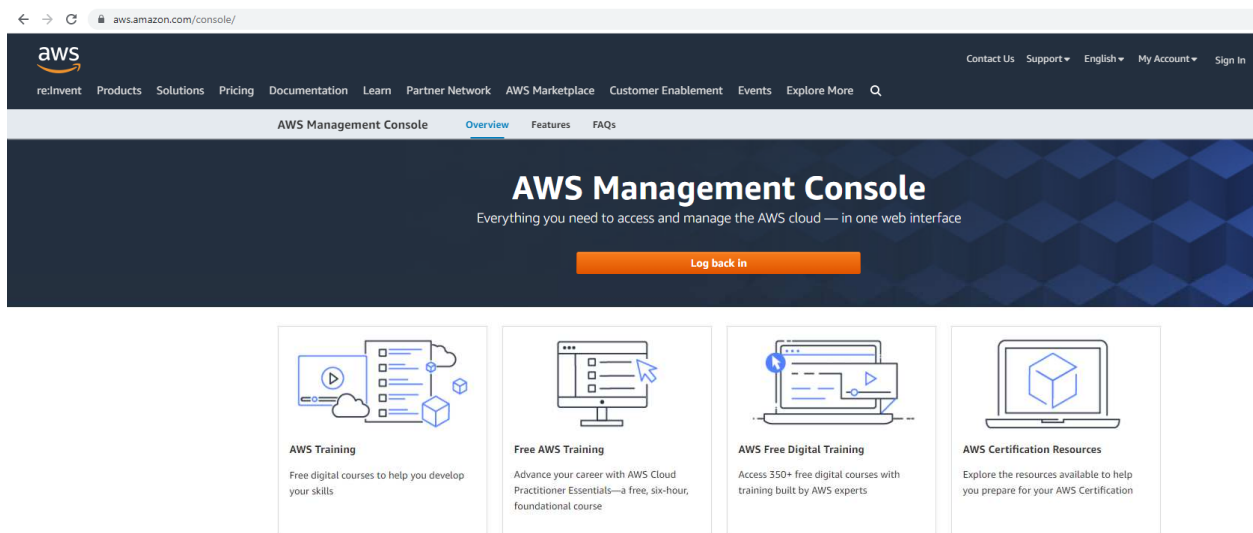 aws.amazon.com/console/
aws
Contact Us Support English My Account Sign In
re:Invent Products Solutions Pricing Documentation Learn Partner Network AWS Marketplace Customer Enablement Events Explore More
AWS Management Console Overview Features FAQs
AWS Management Console
Everything you need to access and manage the AWS cloud — in one web interface
Log back in
AWS Training
Free digital courses to help you develop
your skills
Free AWS Training
Advance your career with AWS Cloud
Practitioner Essentials—a free, six-hour,
foundational course
AWS Free Digital Training
Access 350+ free digital courses with
training built by AWS experts
AWS Certification Resources
Explore the resources available to help
you prepare for your AWS Certification